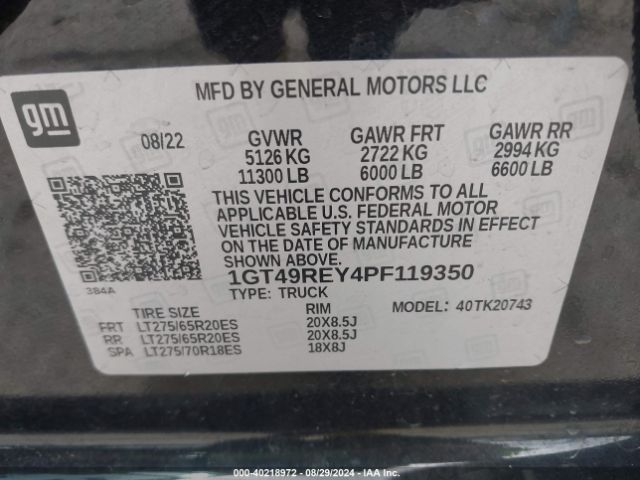 gm
MFD BY GENERAL MOTORS LLC
08/22 GVWR GAWR FRT GAWR RR
5126 KG 2722 KG 2994 KG
11300 LB 6000 LB 6600 LB
THIS VEHICLE CONFORMS TO ALL
APPLICABLE U.S. FEDERAL MOTOR
VEHICLE SAFETY STANDARDS IN EFFECT
ON THE DATE OF MANUFACTURE
SHOWN ABOVE.
384A
1GT49REY4PF119350
TYPE: TRUCK MODEL: 40TK20743
TIRE SIZE RIM
FRT LT275/65R20ES 20X8.5J
RR LT275/65R20ES 20X8.5J
SPA LT275/70R18ES 18X8J
000-40218972 - 08/29/2024 - IAA Inc.